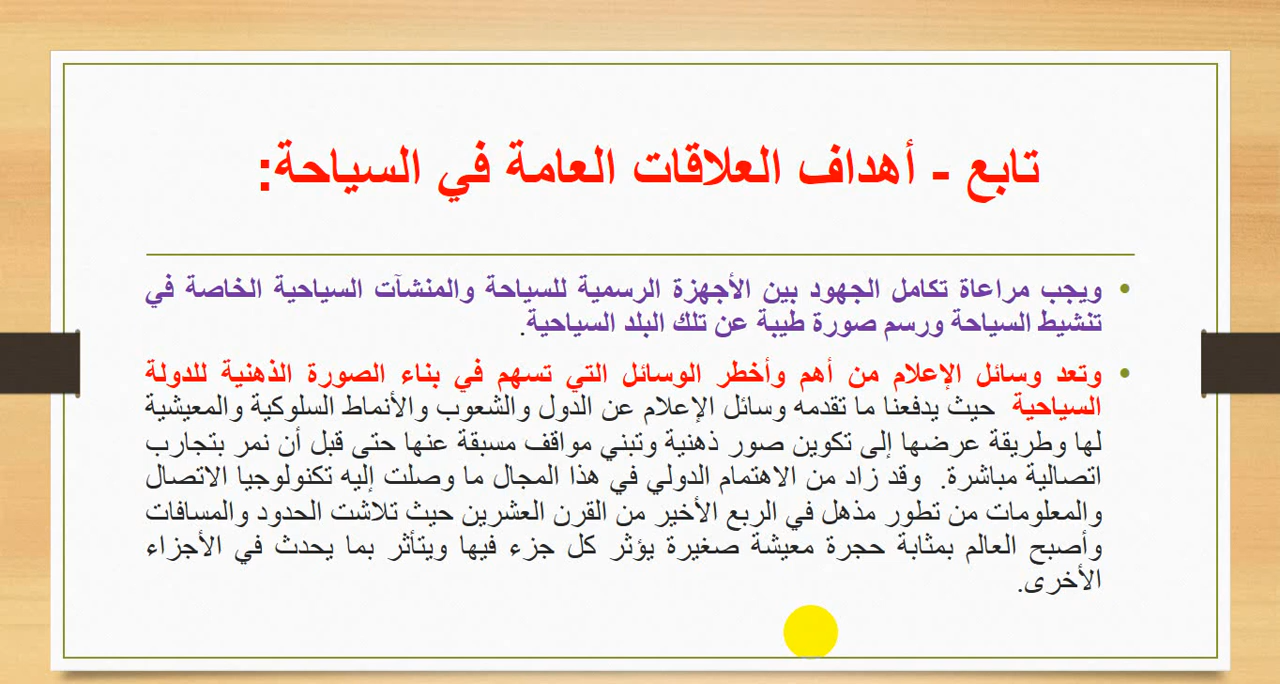 تابع - أهداف العلاقات العامة في السياحة:
• ويجب مراعاة تكامل الجهود بين الأجهزة الرسمية للسياحة والمنشآت السياحية الخاصة في
تنشيط السياحة ورسم صورة طيبة عن تلك البلد السياحية.
• وتعد وسائل الإعلام من أهم وأخطر الوسائل التي تسهم في بناء الصورة الذهنية للدولة
السياحية حيث يدفعنا ما تقدمه وسائل الإعلام عن الدول والشعوب والأنماط السلوكية والمعيشية
لها وطريقة عرضها إلى تكوين صور ذهنية وتبني مواقف مسبقة عنها حتى قبل أن نمر بتجارب
اتصالية مباشرة. وقد زاد من الاهتمام الدولي في هذا المجال ما وصلت إليه تكنولوجيا الاتصال
والمعلومات من تطور مذهل في الربع الأخير من القرن العشرين حيث تلاشت الحدود والمسافات
وأصبح العالم بمثابة حجرة معيشة صغيرة يؤثر كل جزء فيها ويتأثر بما يحدث في الأجزاء
الأخرى.